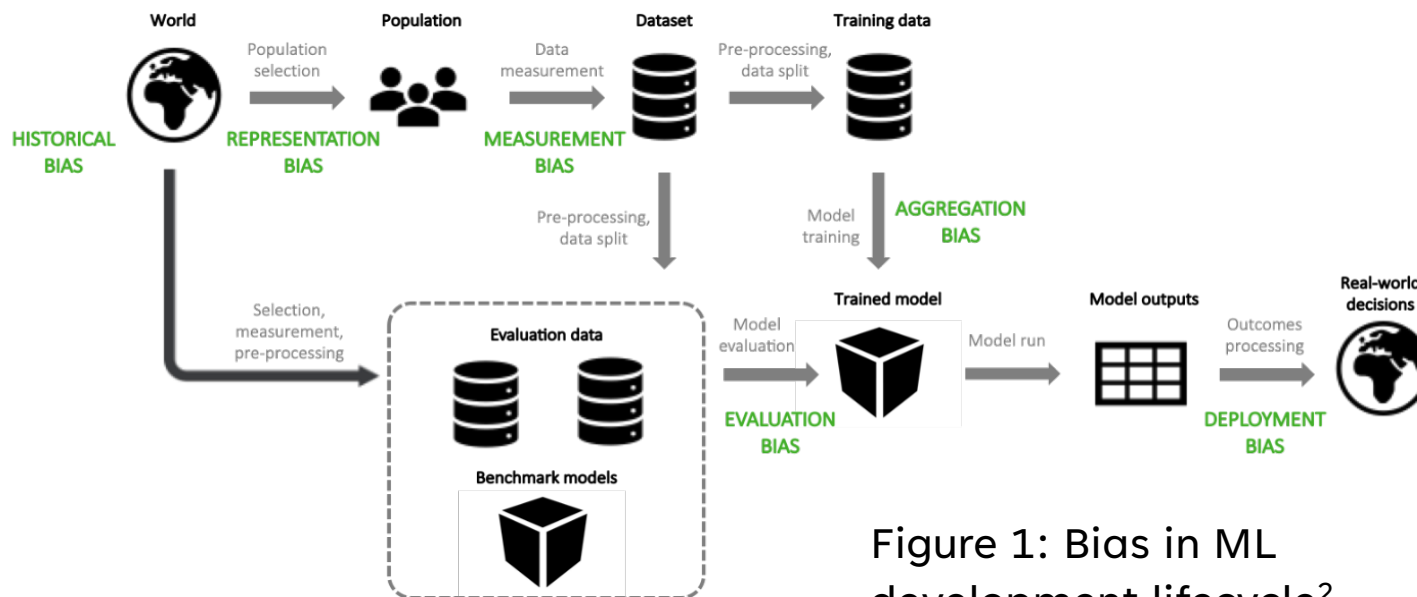 World
Population
Dataset
Training data
Population
selection
Data
measurement
Pre-processing,
data split
HISTORICAL
BIAS
REPRESENTATION
BIAS
MEASUREMENT
BIAS
Pre-processing,
data split
Model
training
AGGREGATION
BIAS
Selection,
measurement,
pre-processing
Evaluation data
Benchmark models
Model
evaluation
EVALUATION
BIAS
Trained model
Model run
Model outputs
Outcomes
processing
DEPLOYMENT
BIAS
Real-world
decisions
Figure 1: Bias in ML
development lifecycle²